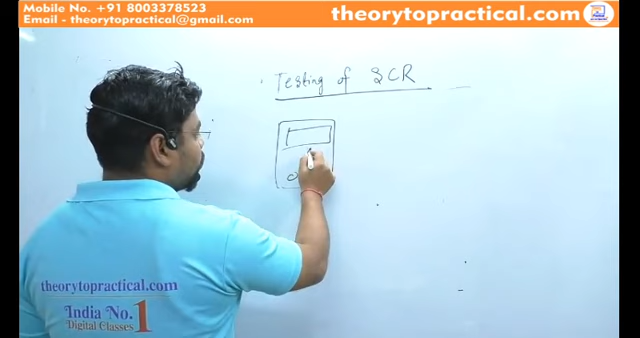 Mobile No. +91 8003378523
Email - theorytopractical@gmail.com
theorytopractical.com
Testing of SCR
theorytopractical.com
India No.1
Digital Classes